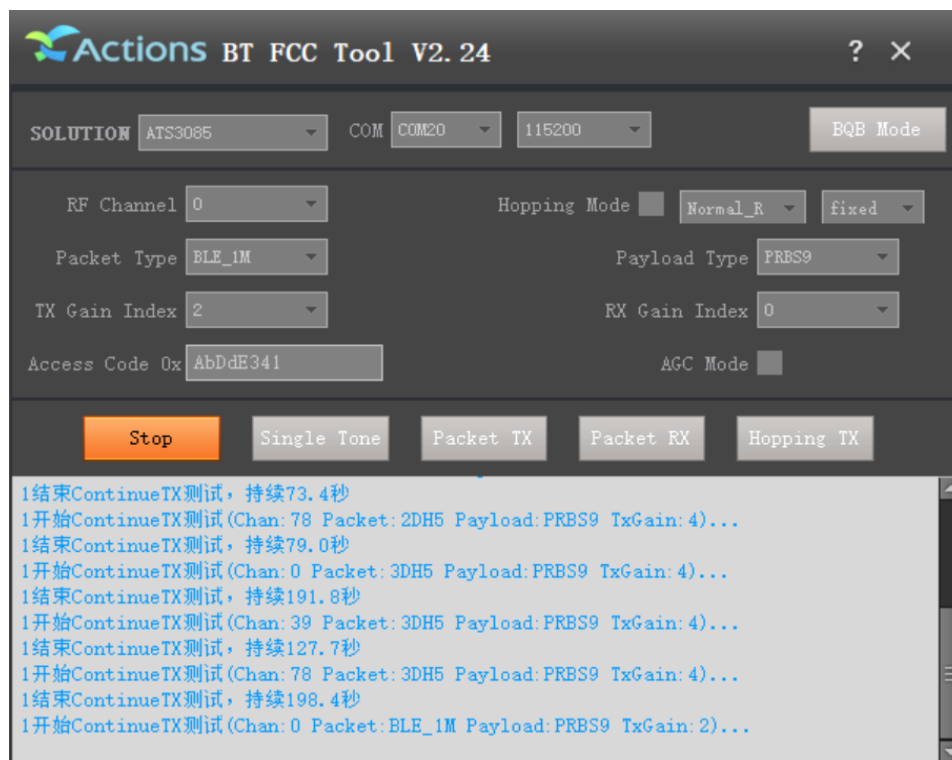 Actions BT FCC Tool V2.24 ? ×
SOLUTION ATS3085 COM COM20 115200 BQB Mode
RF Channel 0 Hopping Mode Normal_R fixed
Packet Type BLE_1M Payload Type PRBS9
TX Gain Index 2 RX Gain Index 0
Access Code 0x AbDdE341 AGC Mode
Stop Single Tone Packet TX Packet RX Hopping TX
1结束ContinueTX测试，持续73.4秒
1开始ContinueTX测试(Chan:78 Packet:2DH5 Payload:PRBS9 TxGain:4)...
1结束ContinueTX测试，持续79.0秒
1开始ContinueTX测试(Chan:0 Packet:3DH5 Payload:PRBS9 TxGain:4)...
1结束ContinueTX测试，持续191.8秒
1开始ContinueTX测试(Chan:39 Packet:3DH5 Payload:PRBS9 TxGain:4)...
1结束ContinueTX测试，持续127.7秒
1开始ContinueTX测试(Chan:78 Packet:3DH5 Payload:PRBS9 TxGain:4)...
1结束ContinueTX测试，持续198.4秒
1开始ContinueTX测试(Chan:0 Packet:BLE_1M Payload:PRBS9 TxGain:2)...